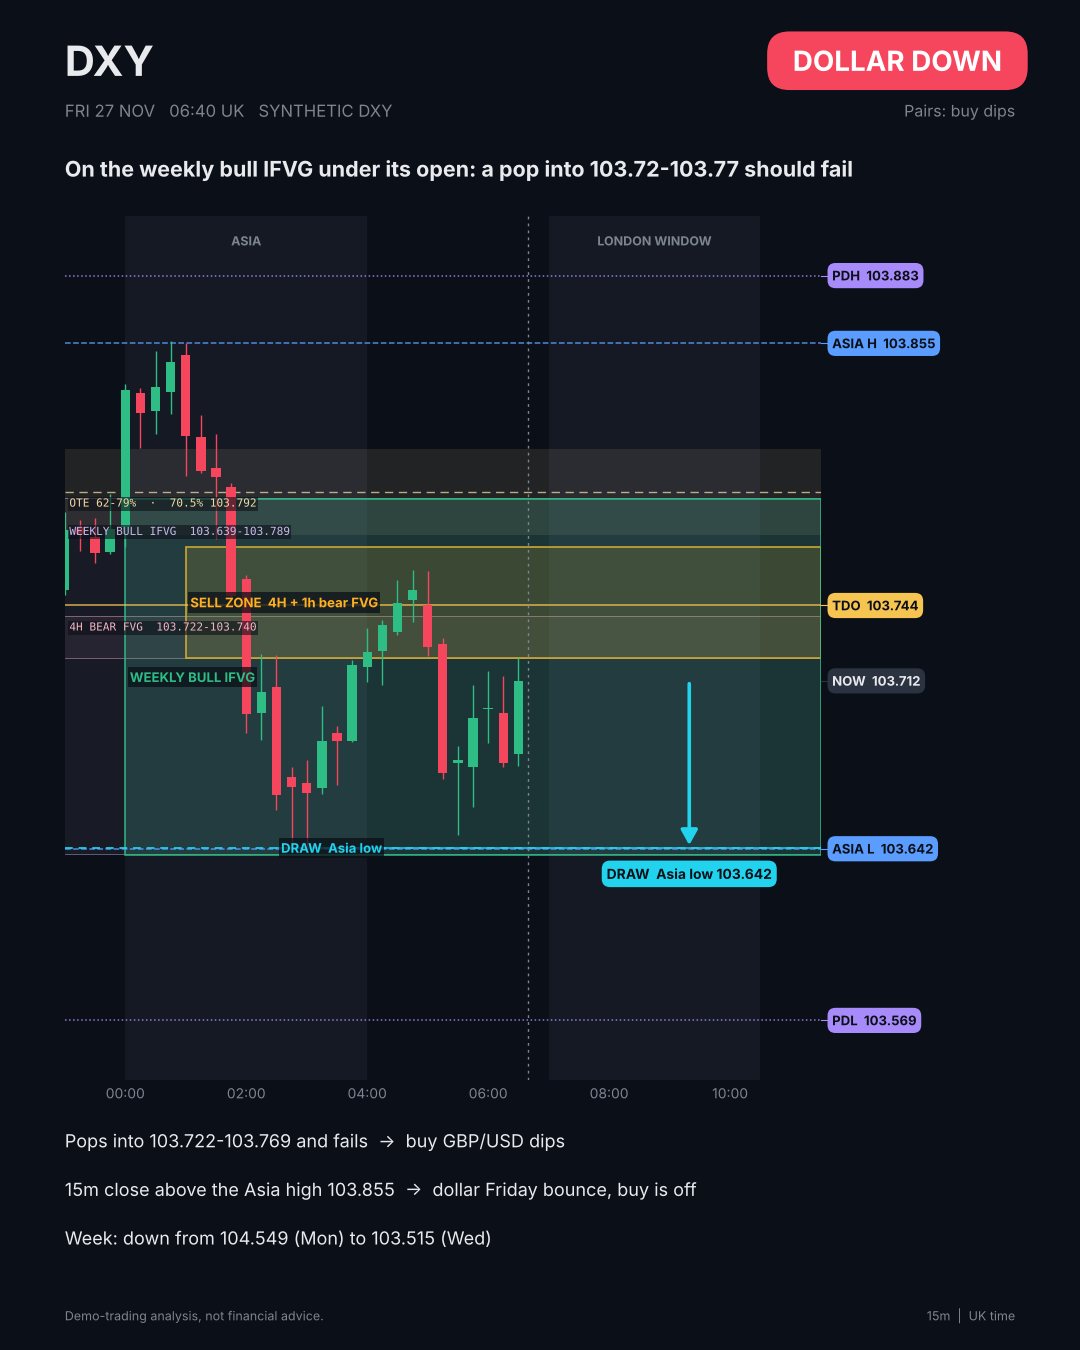 DXY
DOLLAR DOWN
FRI 27 NOV 06:40 UK SYNTHETIC DXY
Pairs: buy dips
On the weekly bull IFVG under its open: a pop into 103.72-103.77 should fail
ASIA
LONDON WINDOW
PDH 103.883
ASIA H 103.855
OTE 62-79% · 70.5% 103.792
WEEKLY BULL IFVG 103.639-103.789
SELL ZONE 4H + 1h bear FVG
TDO 103.744
4H BEAR FVG 103.722-103.740
WEEKLY BULL IFVG
NOW 103.712
DRAW Asia low
ASIA L 103.642
DRAW Asia low 103.642
PDL 103.569
00:00 02:00 04:00 06:00 08:00 10:00
Pops into 103.722-103.769 and fails → buy GBP/USD dips
15m close above the Asia high 103.855 → dollar Friday bounce, buy is off
Week: down from 104.549 (Mon) to 103.515 (Wed)
Demo-trading analysis, not financial advice.
15m | UK time